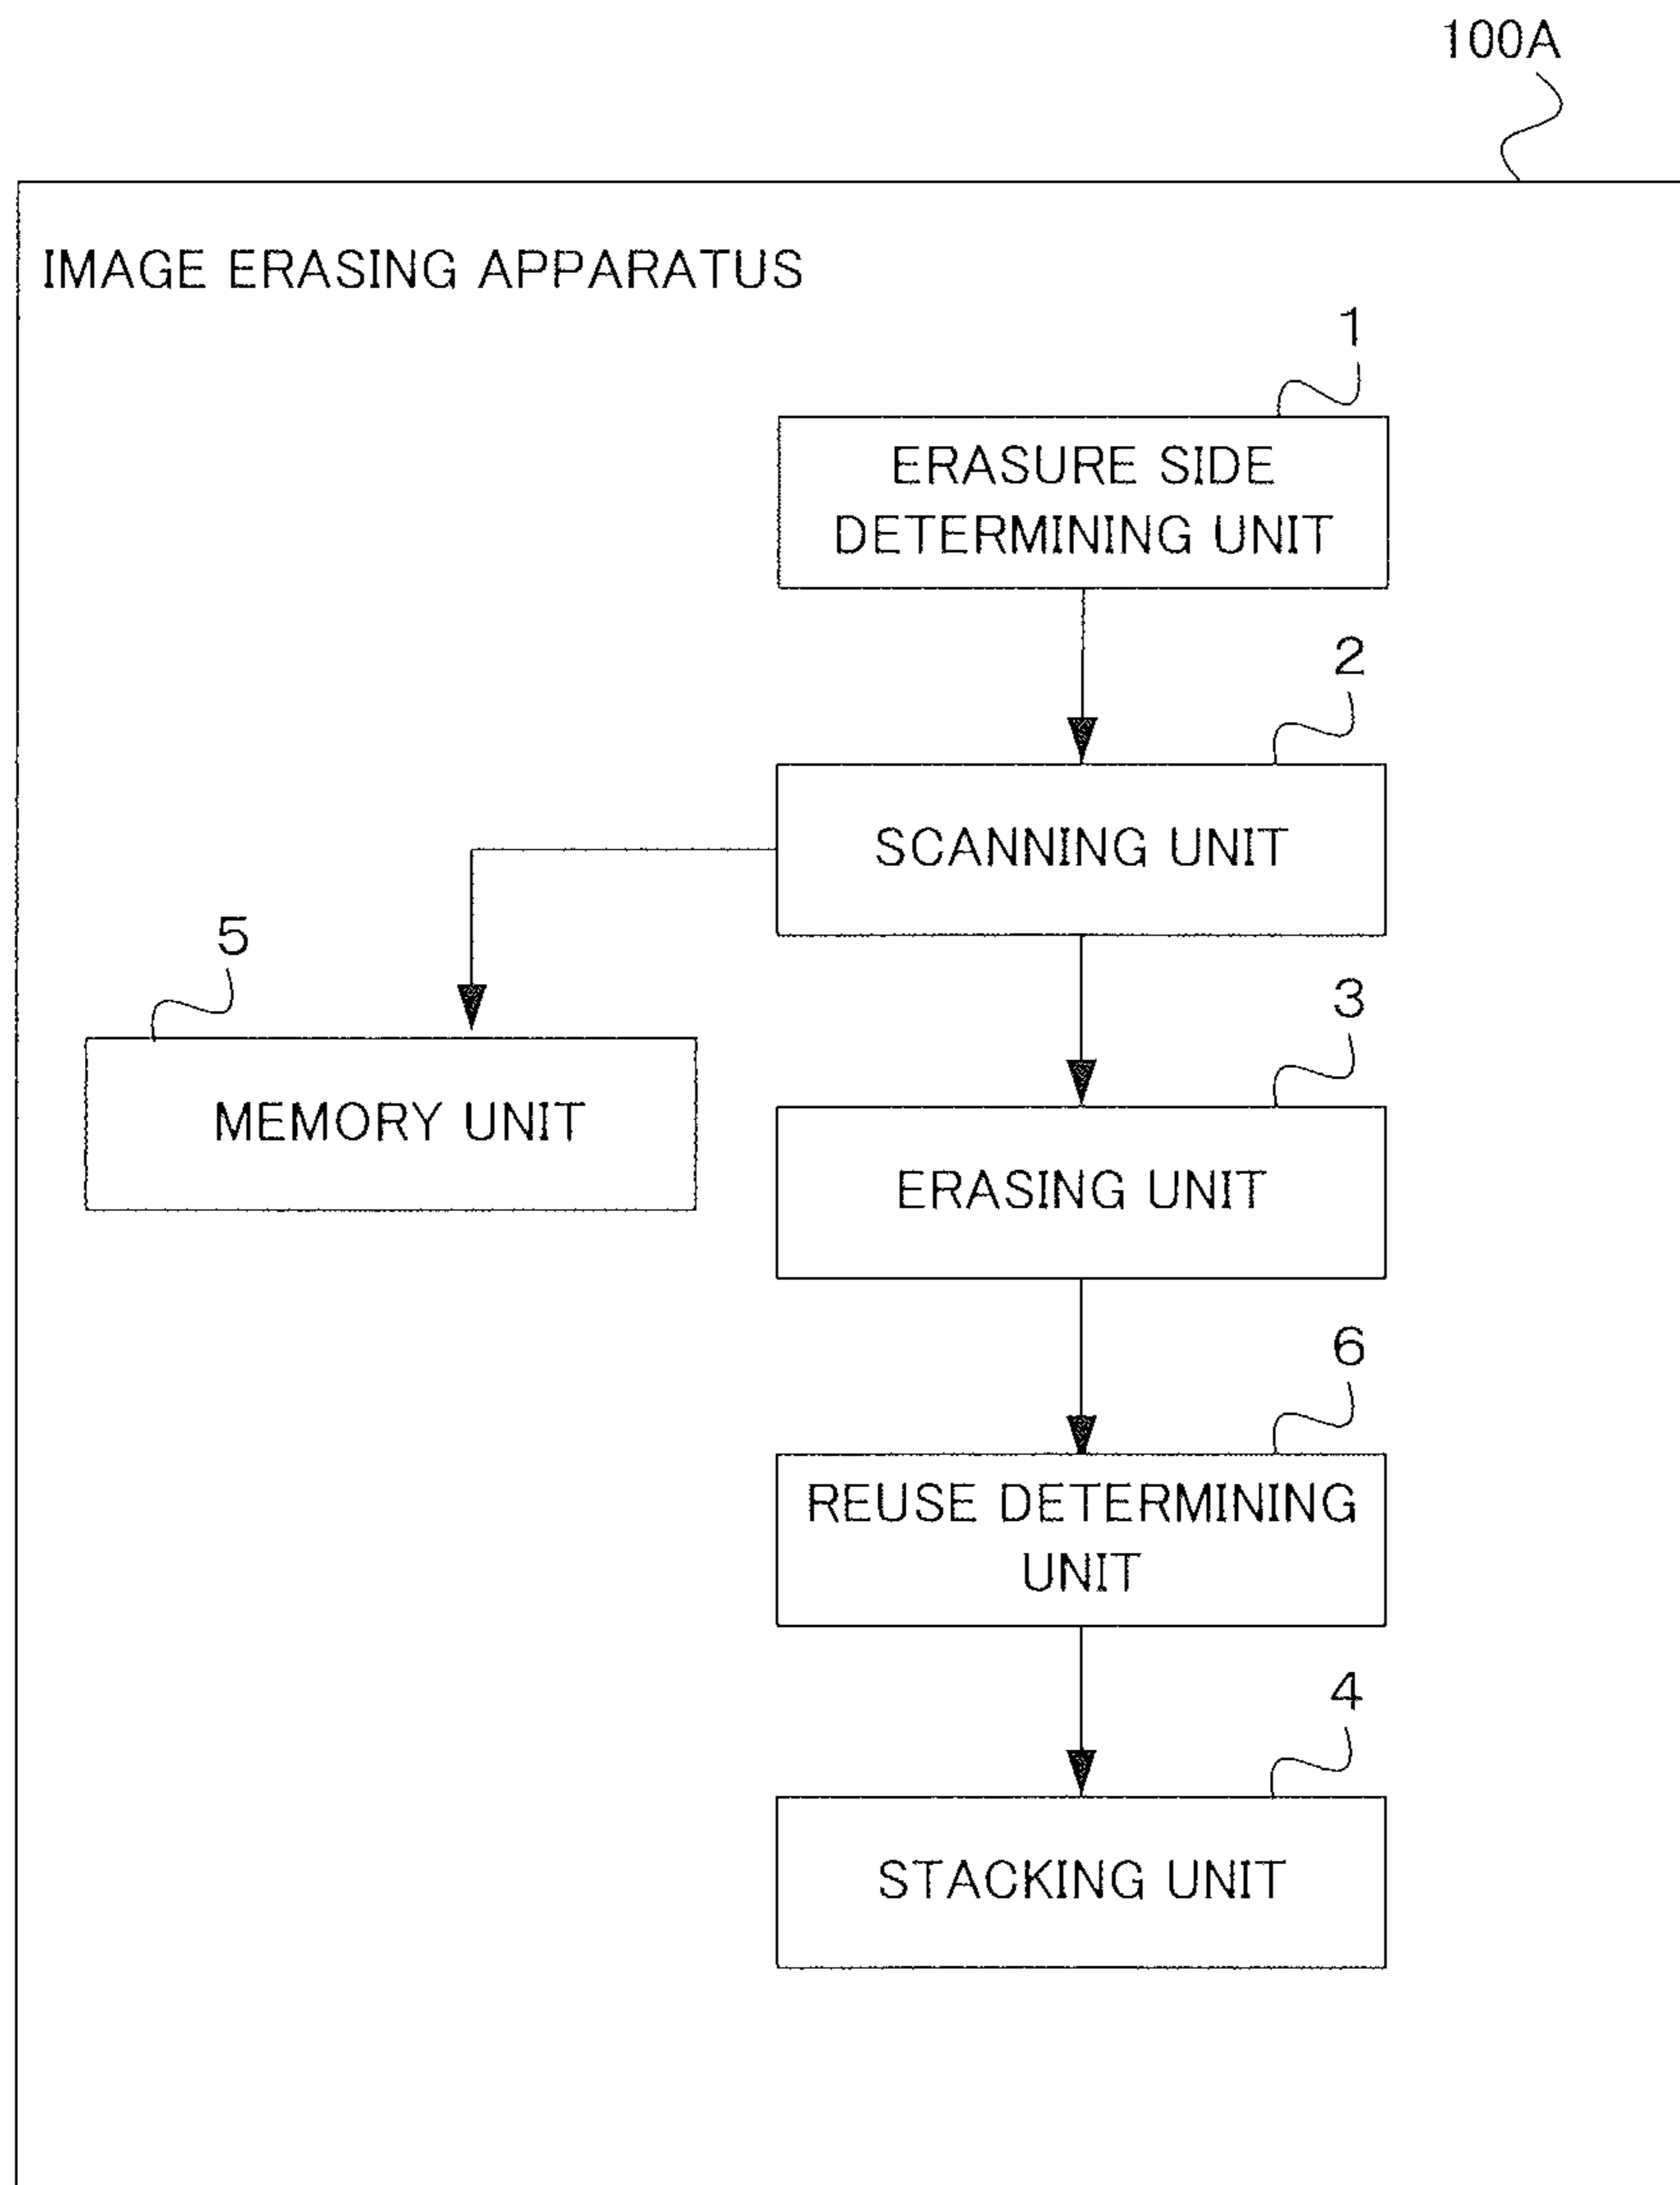 100A
IMAGE ERASING APPARATUS
1
ERASURE SIDE
DETERMINING UNIT
2
SCANNING UNIT
5
MEMORY UNIT
3
ERASING UNIT
6
REUSE DETERMINING
UNIT
4
STACKING UNIT